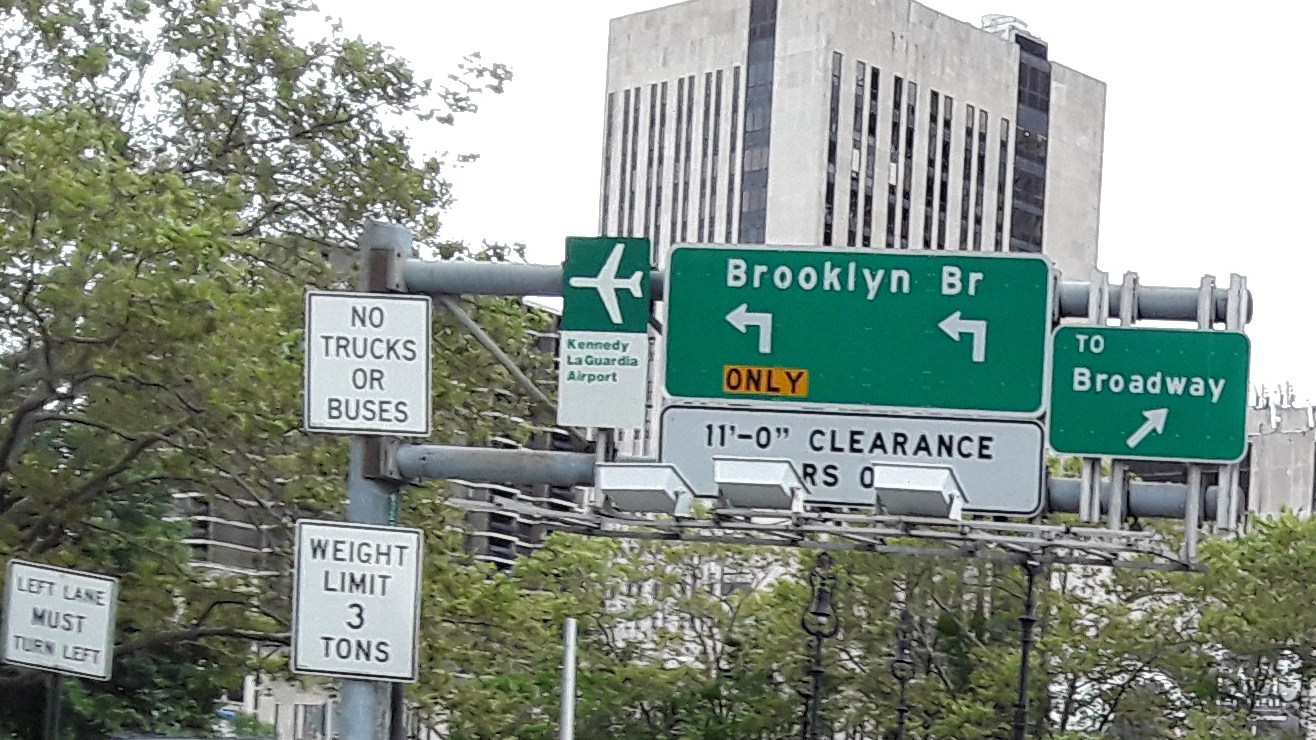 NO
TRUCKS
OR
BUSES
WEIGHT
LIMIT
3
TONS
LEFT LANE
MUST
TURN LEFT
Kennedy
LaGuardia
Airport
Brooklyn Br
ONLY
11'-0" CLEARANCE
TO
Broadway